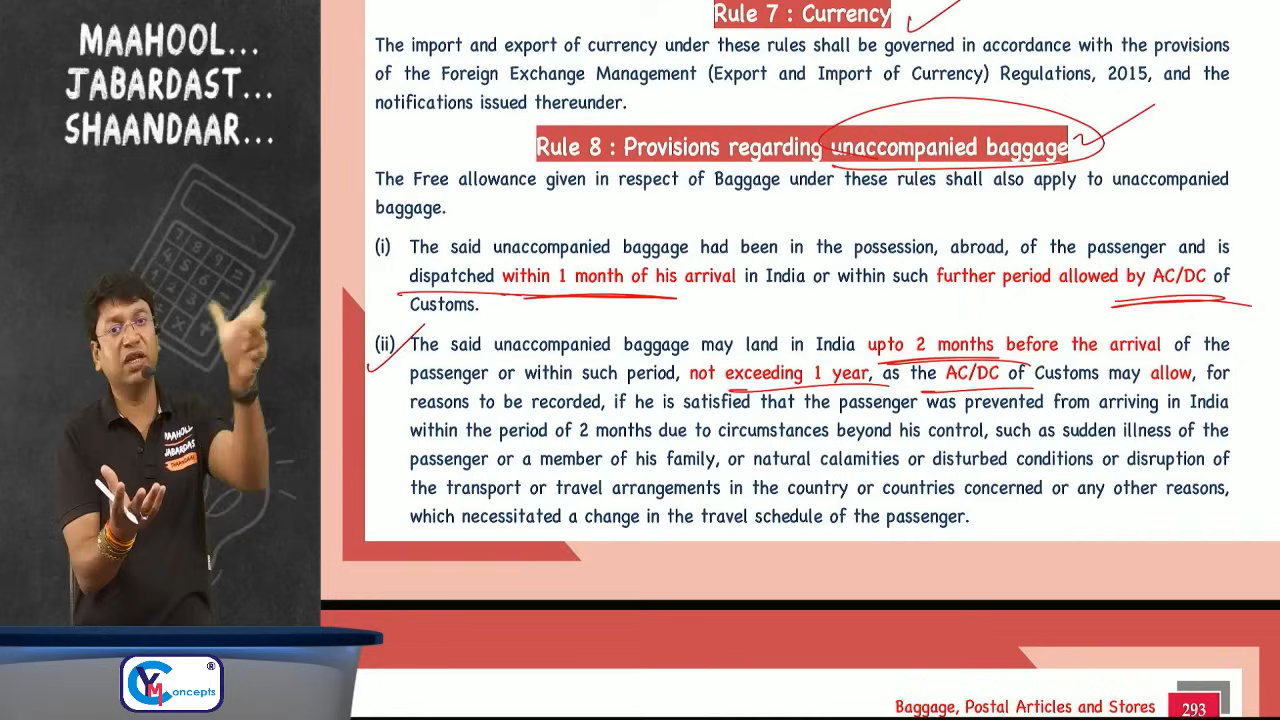 MAAHOOL...
JABARDAST...
SHAANDAAR...
Rule 7 : Currency
The import and export of currency under these rules shall be governed in accordance with the provisions
of the Foreign Exchange Management (Export and Import of Currency) Regulations, 2015, and the
notifications issued thereunder.
Rule 8 : Provisions regarding unaccompanied baggage
The Free allowance given in respect of Baggage under these rules shall also apply to unaccompanied
baggage.
(i) The said unaccompanied baggage had been in the possession, abroad, of the passenger and is
dispatched within 1 month of his arrival in India or within such further period allowed by AC/DC of
Customs.
(ii) The said unaccompanied baggage may land in India upto 2 months before the arrival of the
passenger or within such period, not exceeding 1 year, as the AC/DC of Customs may allow, for
reasons to be recorded, if he is satisfied that the passenger was prevented from arriving in India
within the period of 2 months due to circumstances beyond his control, such as sudden illness of the
passenger or a member of his family, or natural calamities or disturbed conditions or disruption of
the transport or travel arrangements in the country or countries concerned or any other reasons,
which necessitated a change in the travel schedule of the passenger.
MAAHOLL
JABARDAST
SHAANDAAR
YM Concepts ®
Baggage, Postal Articles and Stores 293